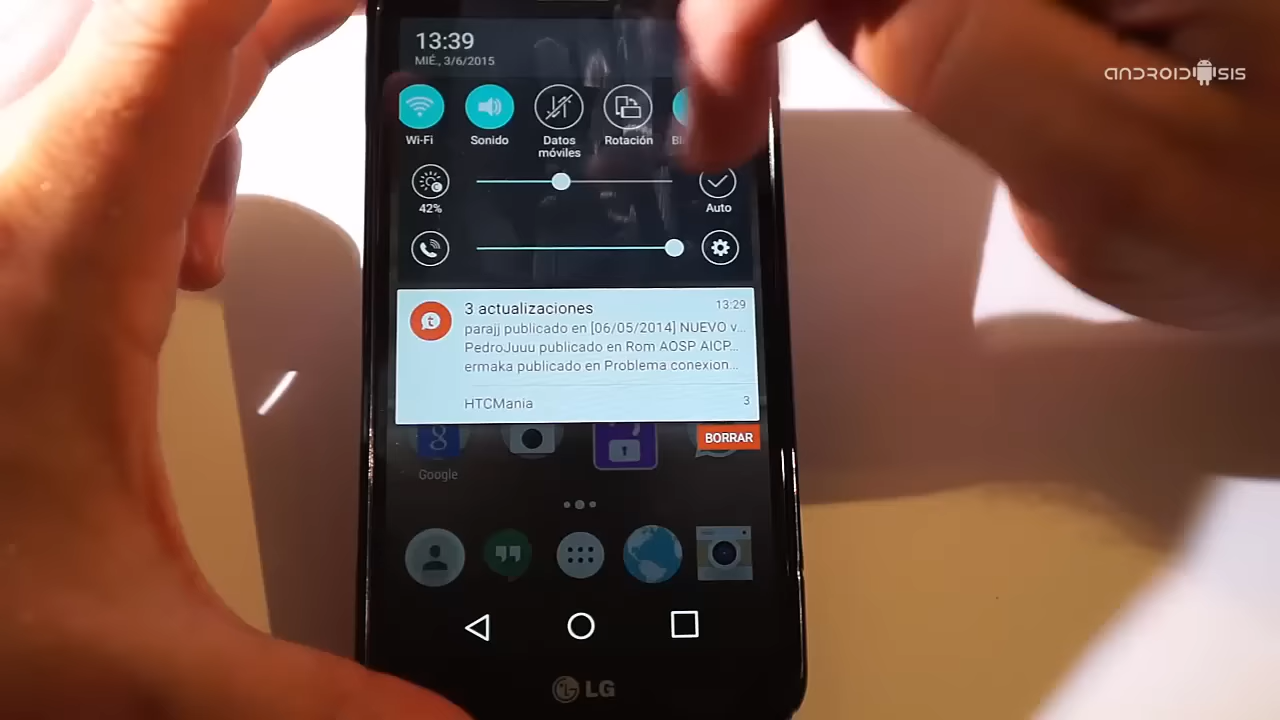 13:39
MIÉ., 3/6/2015
ANDROIDSIS
Wi-Fi
Sonido
Datos
móviles
Rotación
42%
Auto
3 actualizaciones
13:29
parajj publicado en [06/05/2014] NUEVO v...
PedroJuuu publicado en Rom AOSP AICP...
ermaka publicado en Problema conexion...
HTCMania
3
BORRAR
Google
LG